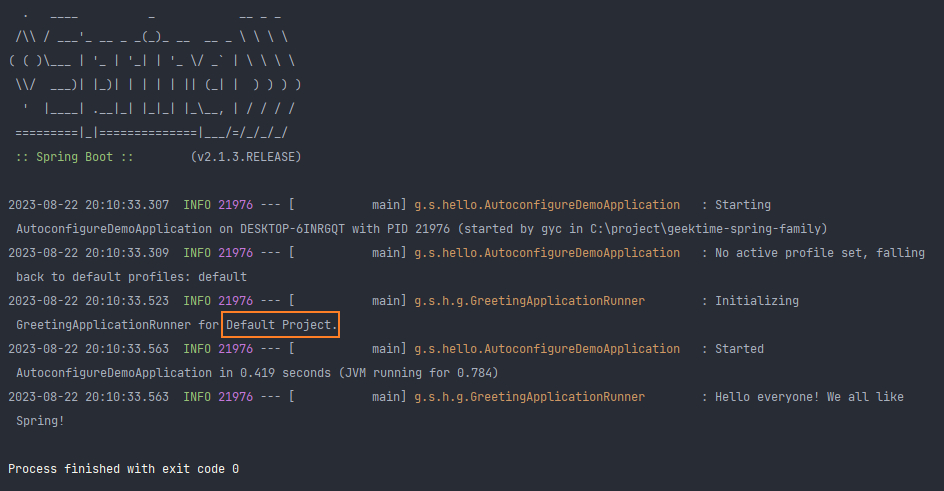 .   ____          _            __ _ _
 /\\ / ___'_ __ _ _(_)_ __  __ _ \ \ \ \
( ( )\___ | '_ | '_| | '_ \/ _` | \ \ \ \
 \\/  ___)| |_)| | | | | || (_| |  ) ) ) )
  '  |____| .__|_| |_|_| |_\__, | / / / /
 =========|_|==============|___/=/_/_/_/
 :: Spring Boot ::        (v2.1.3.RELEASE)
2023-08-22 20:10:33.307  INFO 21976 --- [           main] g.s.hello.AutoconfigureDemoApplication   : Starting
 AutoconfigureDemoApplication on DESKTOP-6INRGQT with PID 21976 (started by gyc in C:\project\geektime-spring-family)
2023-08-22 20:10:33.309  INFO 21976 --- [           main] g.s.hello.AutoconfigureDemoApplication   : No active profile set, falling
 back to default profiles: default
2023-08-22 20:10:33.523  INFO 21976 --- [           main] g.s.h.g.GreetingApplicationRunner        : Initializing
 GreetingApplicationRunner for Default Project.
2023-08-22 20:10:33.563  INFO 21976 --- [           main] g.s.hello.AutoconfigureDemoApplication   : Started
 AutoconfigureDemoApplication in 0.419 seconds (JVM running for 0.784)
2023-08-22 20:10:33.563  INFO 21976 --- [           main] g.s.h.g.GreetingApplicationRunner        : Hello everyone! We all like
 Spring!
Process finished with exit code 0